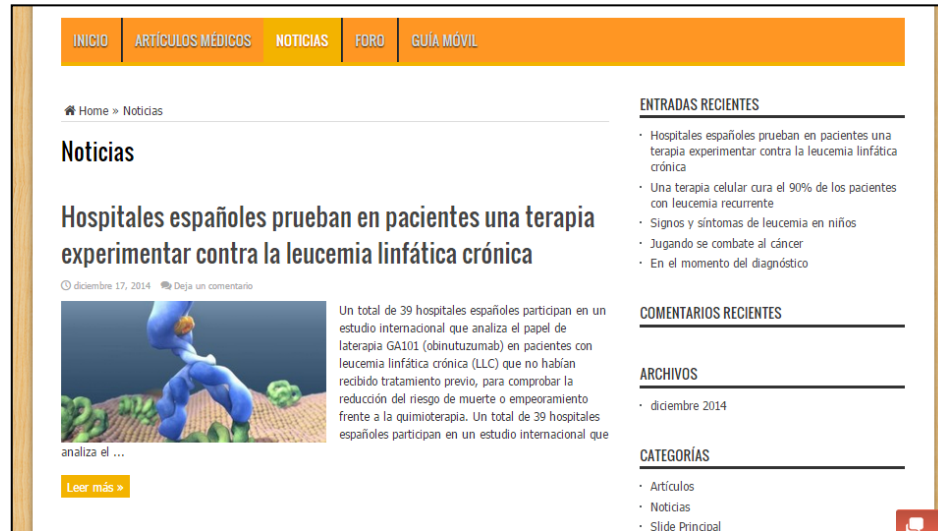 INICIO ARTÍCULOS MÉDICOS NOTICIAS FORO GUÍA MÓVIL
Home » Noticias
Noticias
Hospitales españoles prueban en pacientes una terapia
experimentar contra la leucemia linfática crónica
diciembre 17, 2014 Deja un comentario
Un total de 39 hospitales españoles participan en un
estudio internacional que analiza el papel de
laterapia GA101 (obinutuzumab) en pacientes con
leucemia linfática crónica (LLC) que no habían
recibido tratamiento previo, para comprobar la
reducción del riesgo de muerte o empeoramiento
frente a la quimioterapia. Un total de 39 hospitales
españoles participan en un estudio internacional que
analiza el ...
Leer más »
ENTRADAS RECIENTES
· Hospitales españoles prueban en pacientes una
terapia experimentar contra la leucemia linfática
crónica
· Una terapia celular cura el 90% de los pacientes
con leucemia recurrente
· Signos y síntomas de leucemia en niños
· Jugando se combate al cáncer
· En el momento del diagnóstico
COMENTARIOS RECIENTES
ARCHIVOS
· diciembre 2014
CATEGORÍAS
· Artículos
· Noticias
· Slide Principal